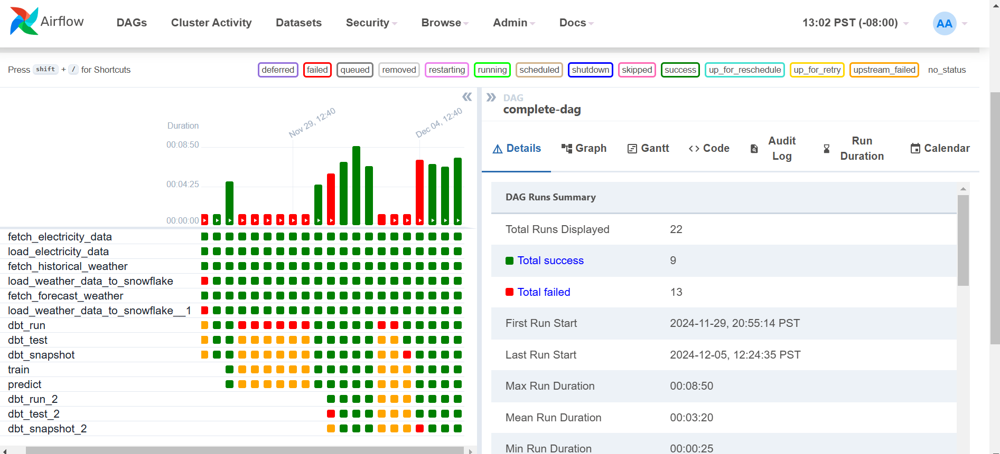 Airflow DAGs Cluster Activity Datasets Security Browse Admin Docs 13:02 PST (-08:00) AA
Press shift + / for Shortcuts
deferred failed queued removed restarting running scheduled shutdown skipped success up_for_reschedule up_for_retry upstream_failed no_status
Duration
Nov 29, 12:40
Dec 04, 12:40
00:08:50
00:04:25
00:00:00
fetch_electricity_data
load_electricity_data
fetch_historical_weather
load_weather_data_to_snowflake
fetch_forecast_weather
load_weather_data_to_snowflake__1
dbt_run
dbt_test
dbt_snapshot
train
predict
dbt_run_2
dbt_test_2
dbt_snapshot_2
DAG
complete-dag
Details Graph Gantt Code Audit Log Run Duration Calendar
DAG Runs Summary
Total Runs Displayed 22
Total success 9
Total failed 13
First Run Start 2024-11-29, 20:55:14 PST
Last Run Start 2024-12-05, 12:24:35 PST
Max Run Duration 00:08:50
Mean Run Duration 00:03:20
Min Run Duration 00:00:25